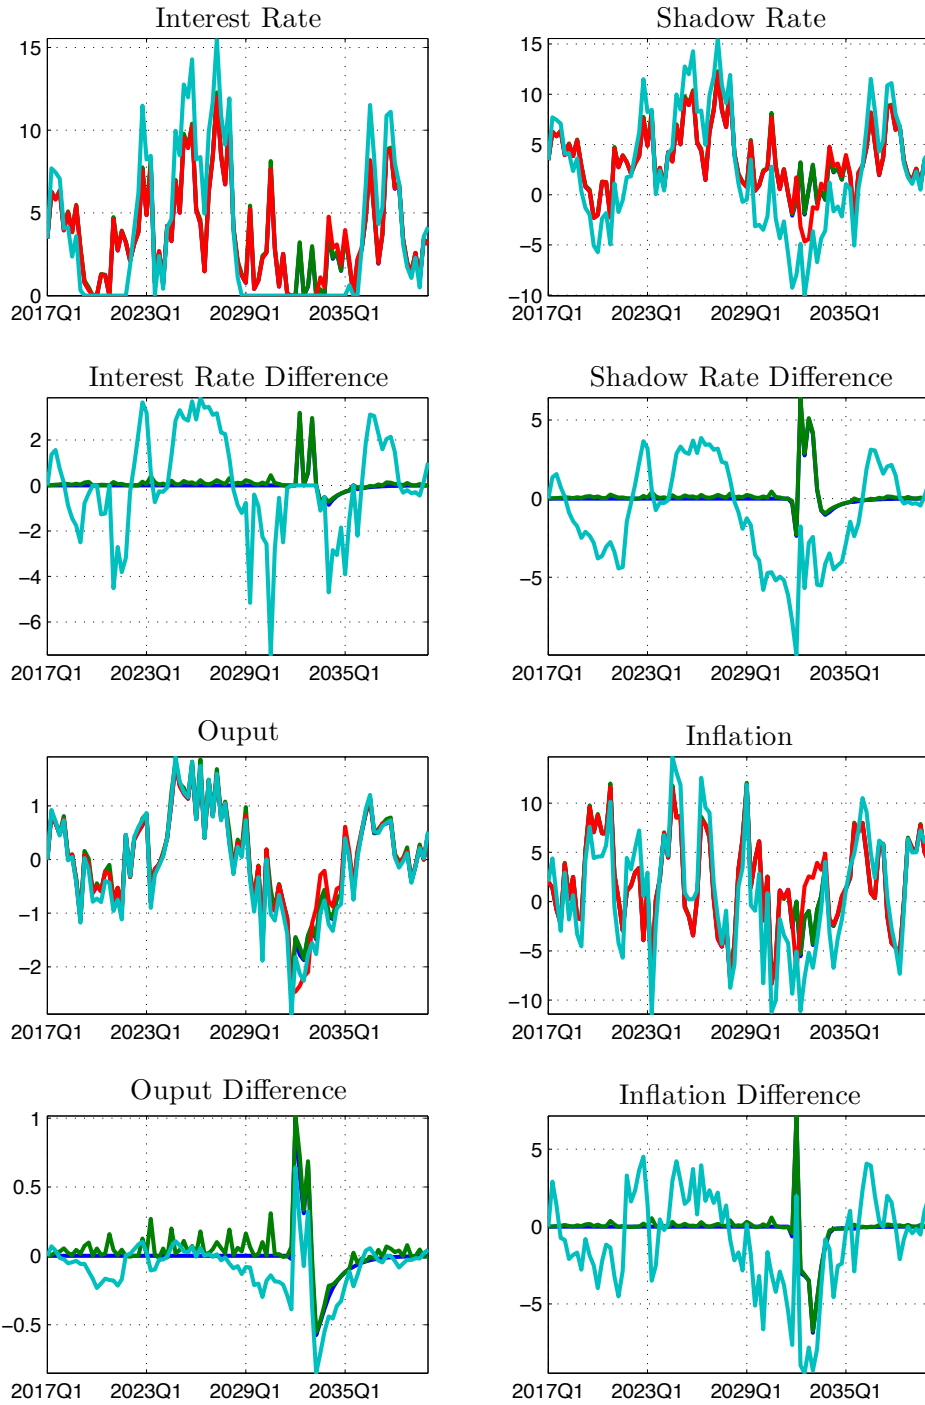 Interest Rate
15
10
5
0
2017Q1 2023Q1 2029Q1 2035Q1
Shadow Rate
15
10
5
0
−5
−10
2017Q1 2023Q1 2029Q1 2035Q1
Interest Rate Difference
2
0
−2
−4
−6
2017Q1 2023Q1 2029Q1 2035Q1
Shadow Rate Difference
5
0
−5
2017Q1 2023Q1 2029Q1 2035Q1
Ouput
1
0
−1
−2
2017Q1 2023Q1 2029Q1 2035Q1
Inflation
10
5
0
−5
−10
2017Q1 2023Q1 2029Q1 2035Q1
Ouput Difference
1
0.5
0
−0.5
2017Q1 2023Q1 2029Q1 2035Q1
Inflation Difference
5
0
−5
2017Q1 2023Q1 2029Q1 2035Q1